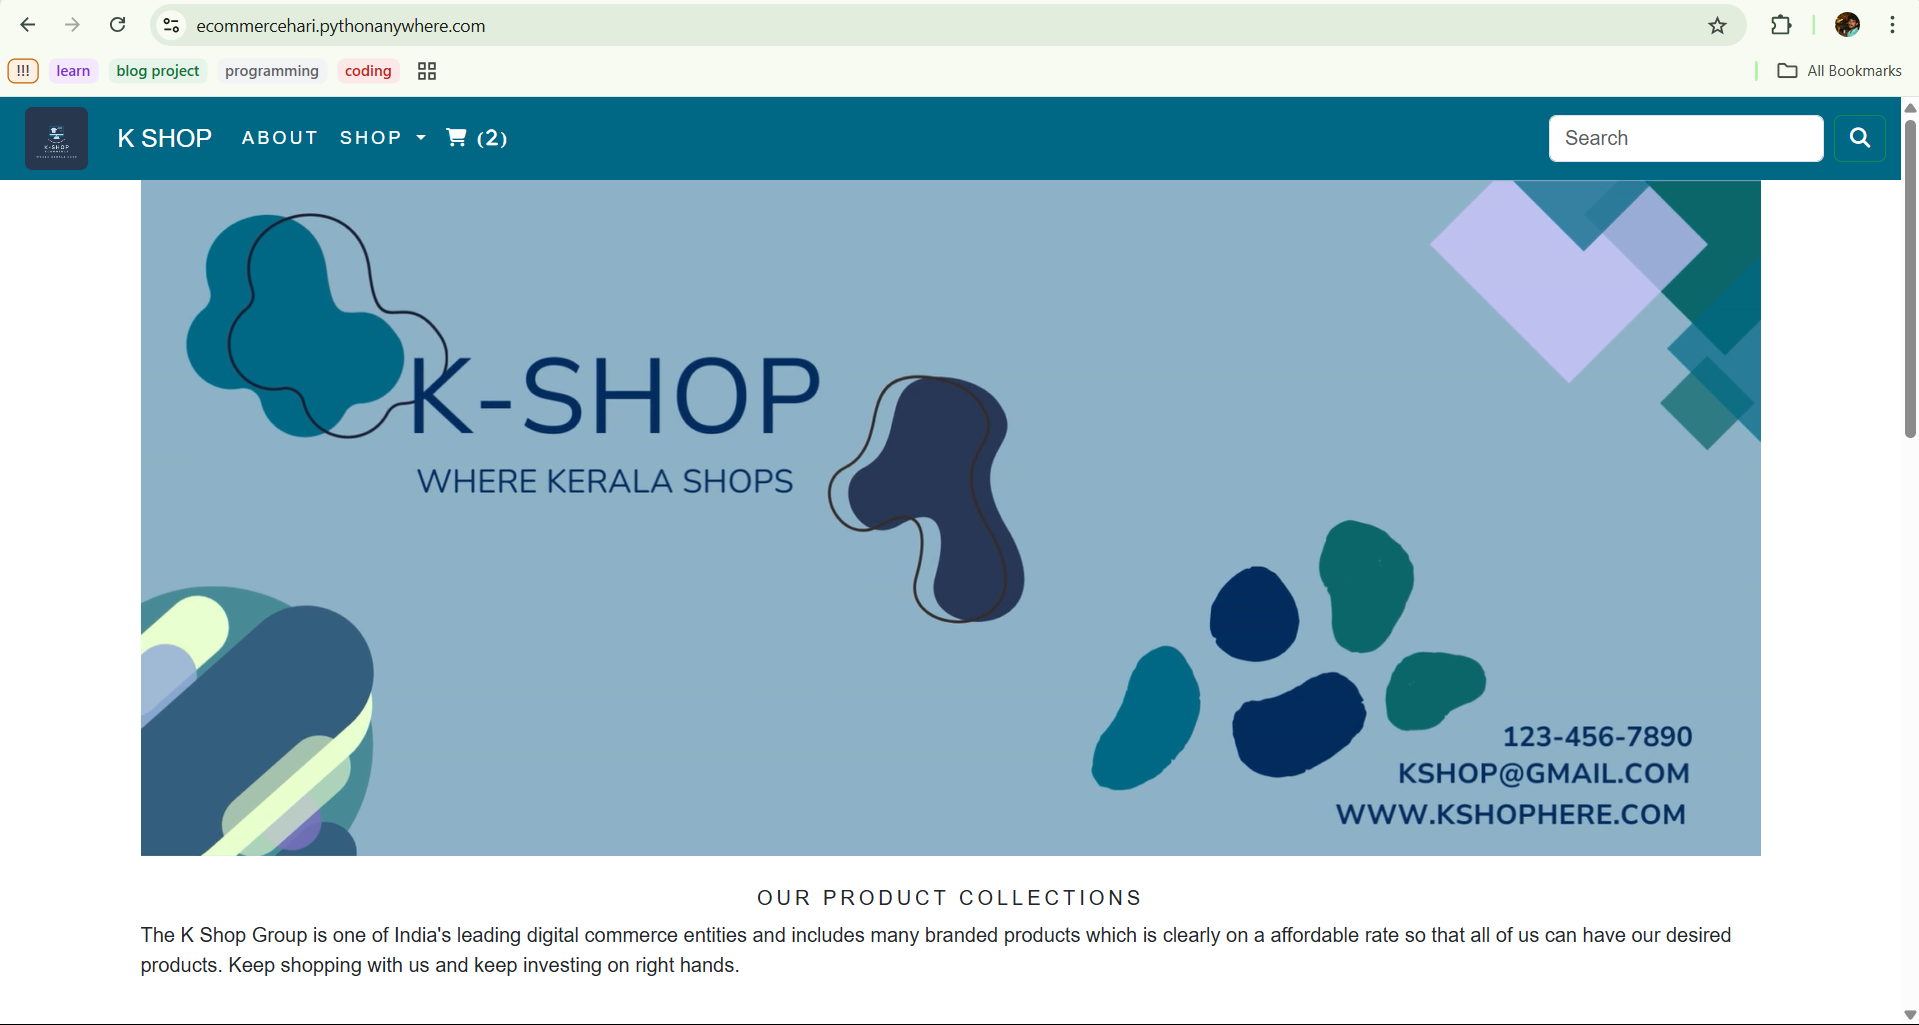 ecommercehari.pythonanywhere.com
!!! learn blog project programming coding All Bookmarks
K-SHOP
K SHOP ABOUT SHOP (2) Search
K-SHOP
WHERE KERALA SHOPS
123-456-7890
KSHOP@GMAIL.COM
WWW.KSHOPHERE.COM
OUR PRODUCT COLLECTIONS
The K Shop Group is one of India's leading digital commerce entities and includes many branded products which is clearly on a affordable rate so that all of us can have our desired
products. Keep shopping with us and keep investing on right hands.